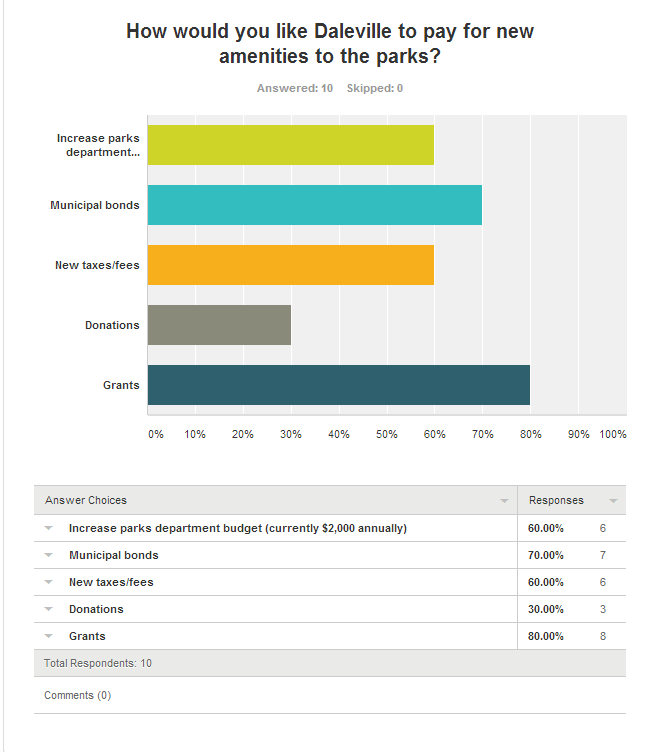 How would you like Daleville to pay for new
amenities to the parks?
Answered: 10 Skipped: 0
Increase parks
department...
Municipal bonds
New taxes/fees
Donations
Grants
0% 10% 20% 30% 40% 50% 60% 70% 80% 90% 100%
Answer Choices Responses
Increase parks department budget (currently $2,000 annually) 60.00% 6
Municipal bonds 70.00% 7
New taxes/fees 60.00% 6
Donations 30.00% 3
Grants 80.00% 8
Total Respondents: 10
Comments (0)